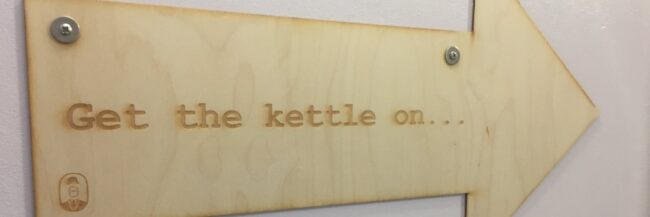 Get the kettle on...